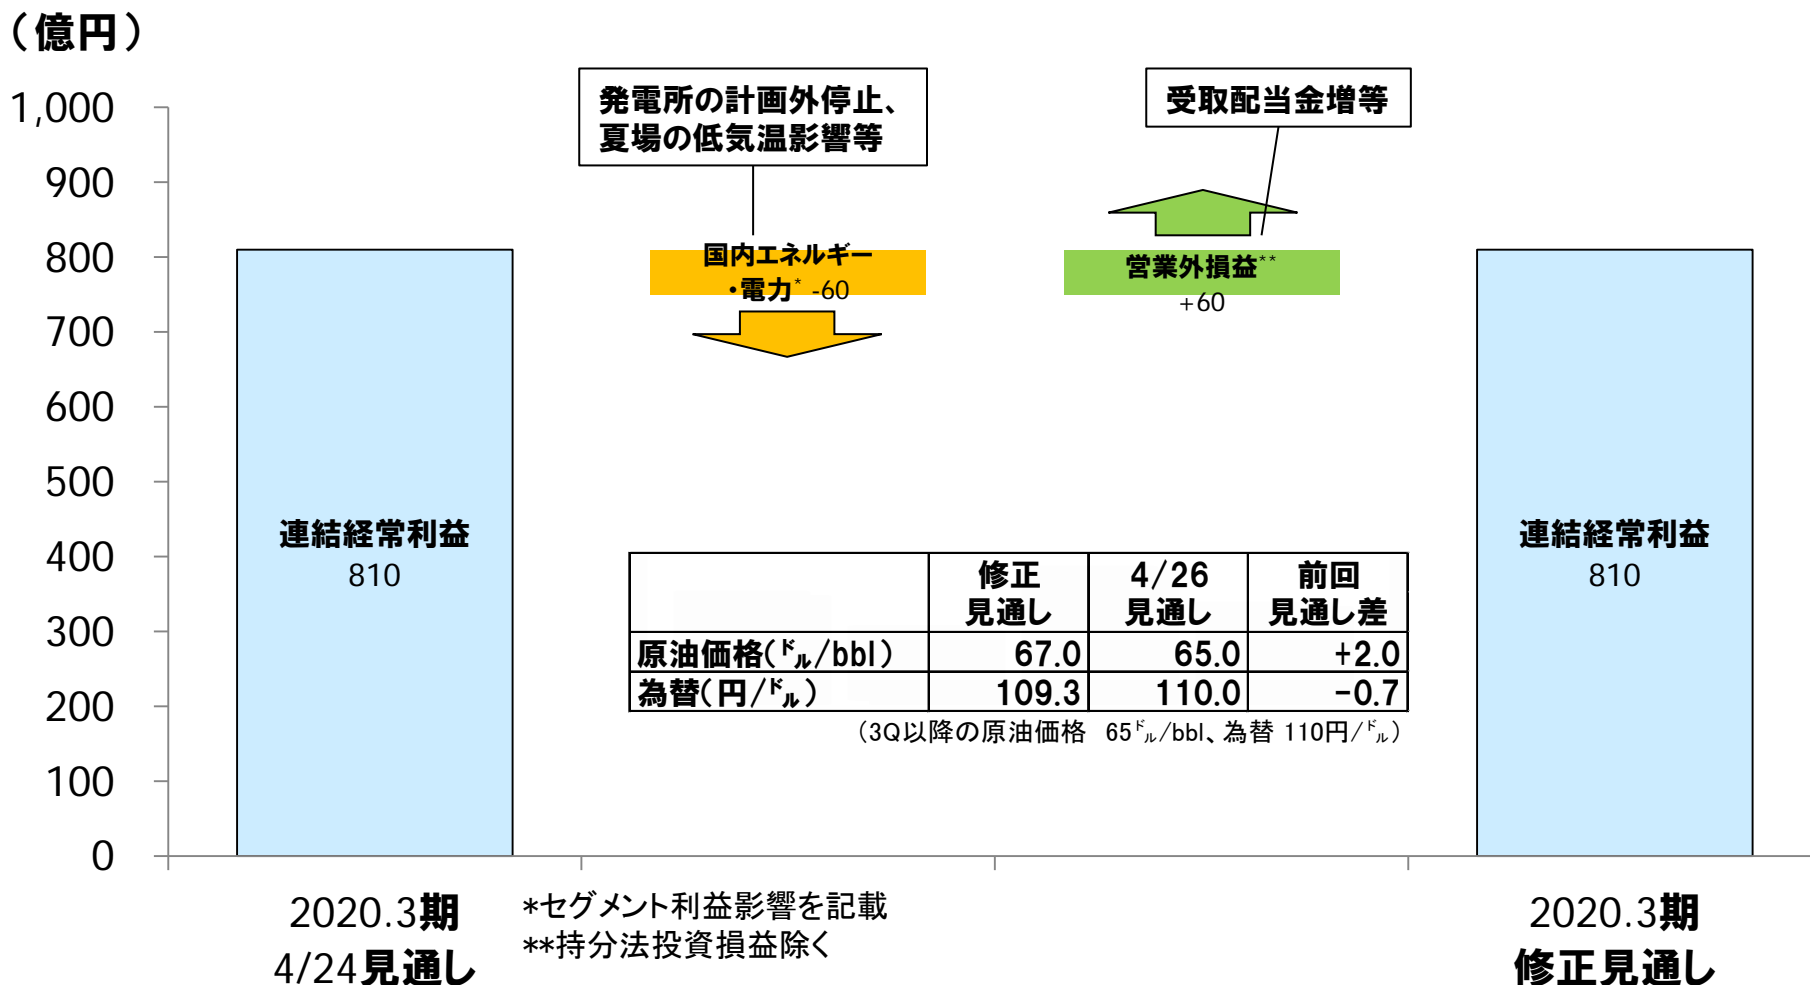 （億円）
1,000
900
800
700
600
500
400
300
200
100
0
発電所の計画外停止、
夏場の低気温影響等
受取配当金増等
国内エネルギー
・電力* -60
営業外損益**
+60
連結経常利益
810
連結経常利益
810
修正 4/26 前回
見通し 見通し 見通し差
原油価格(ﾄﾞﾙ/bbl) 67.0 65.0 +2.0
為替(円/ﾄﾞﾙ) 109.3 110.0 -0.7
（3Q以降の原油価格 65ﾄﾞﾙ/bbl、為替 110円/ﾄﾞﾙ）
2020.3期
4/24見通し
*セグメント利益影響を記載
**持分法投資損益除く
2020.3期
修正見通し